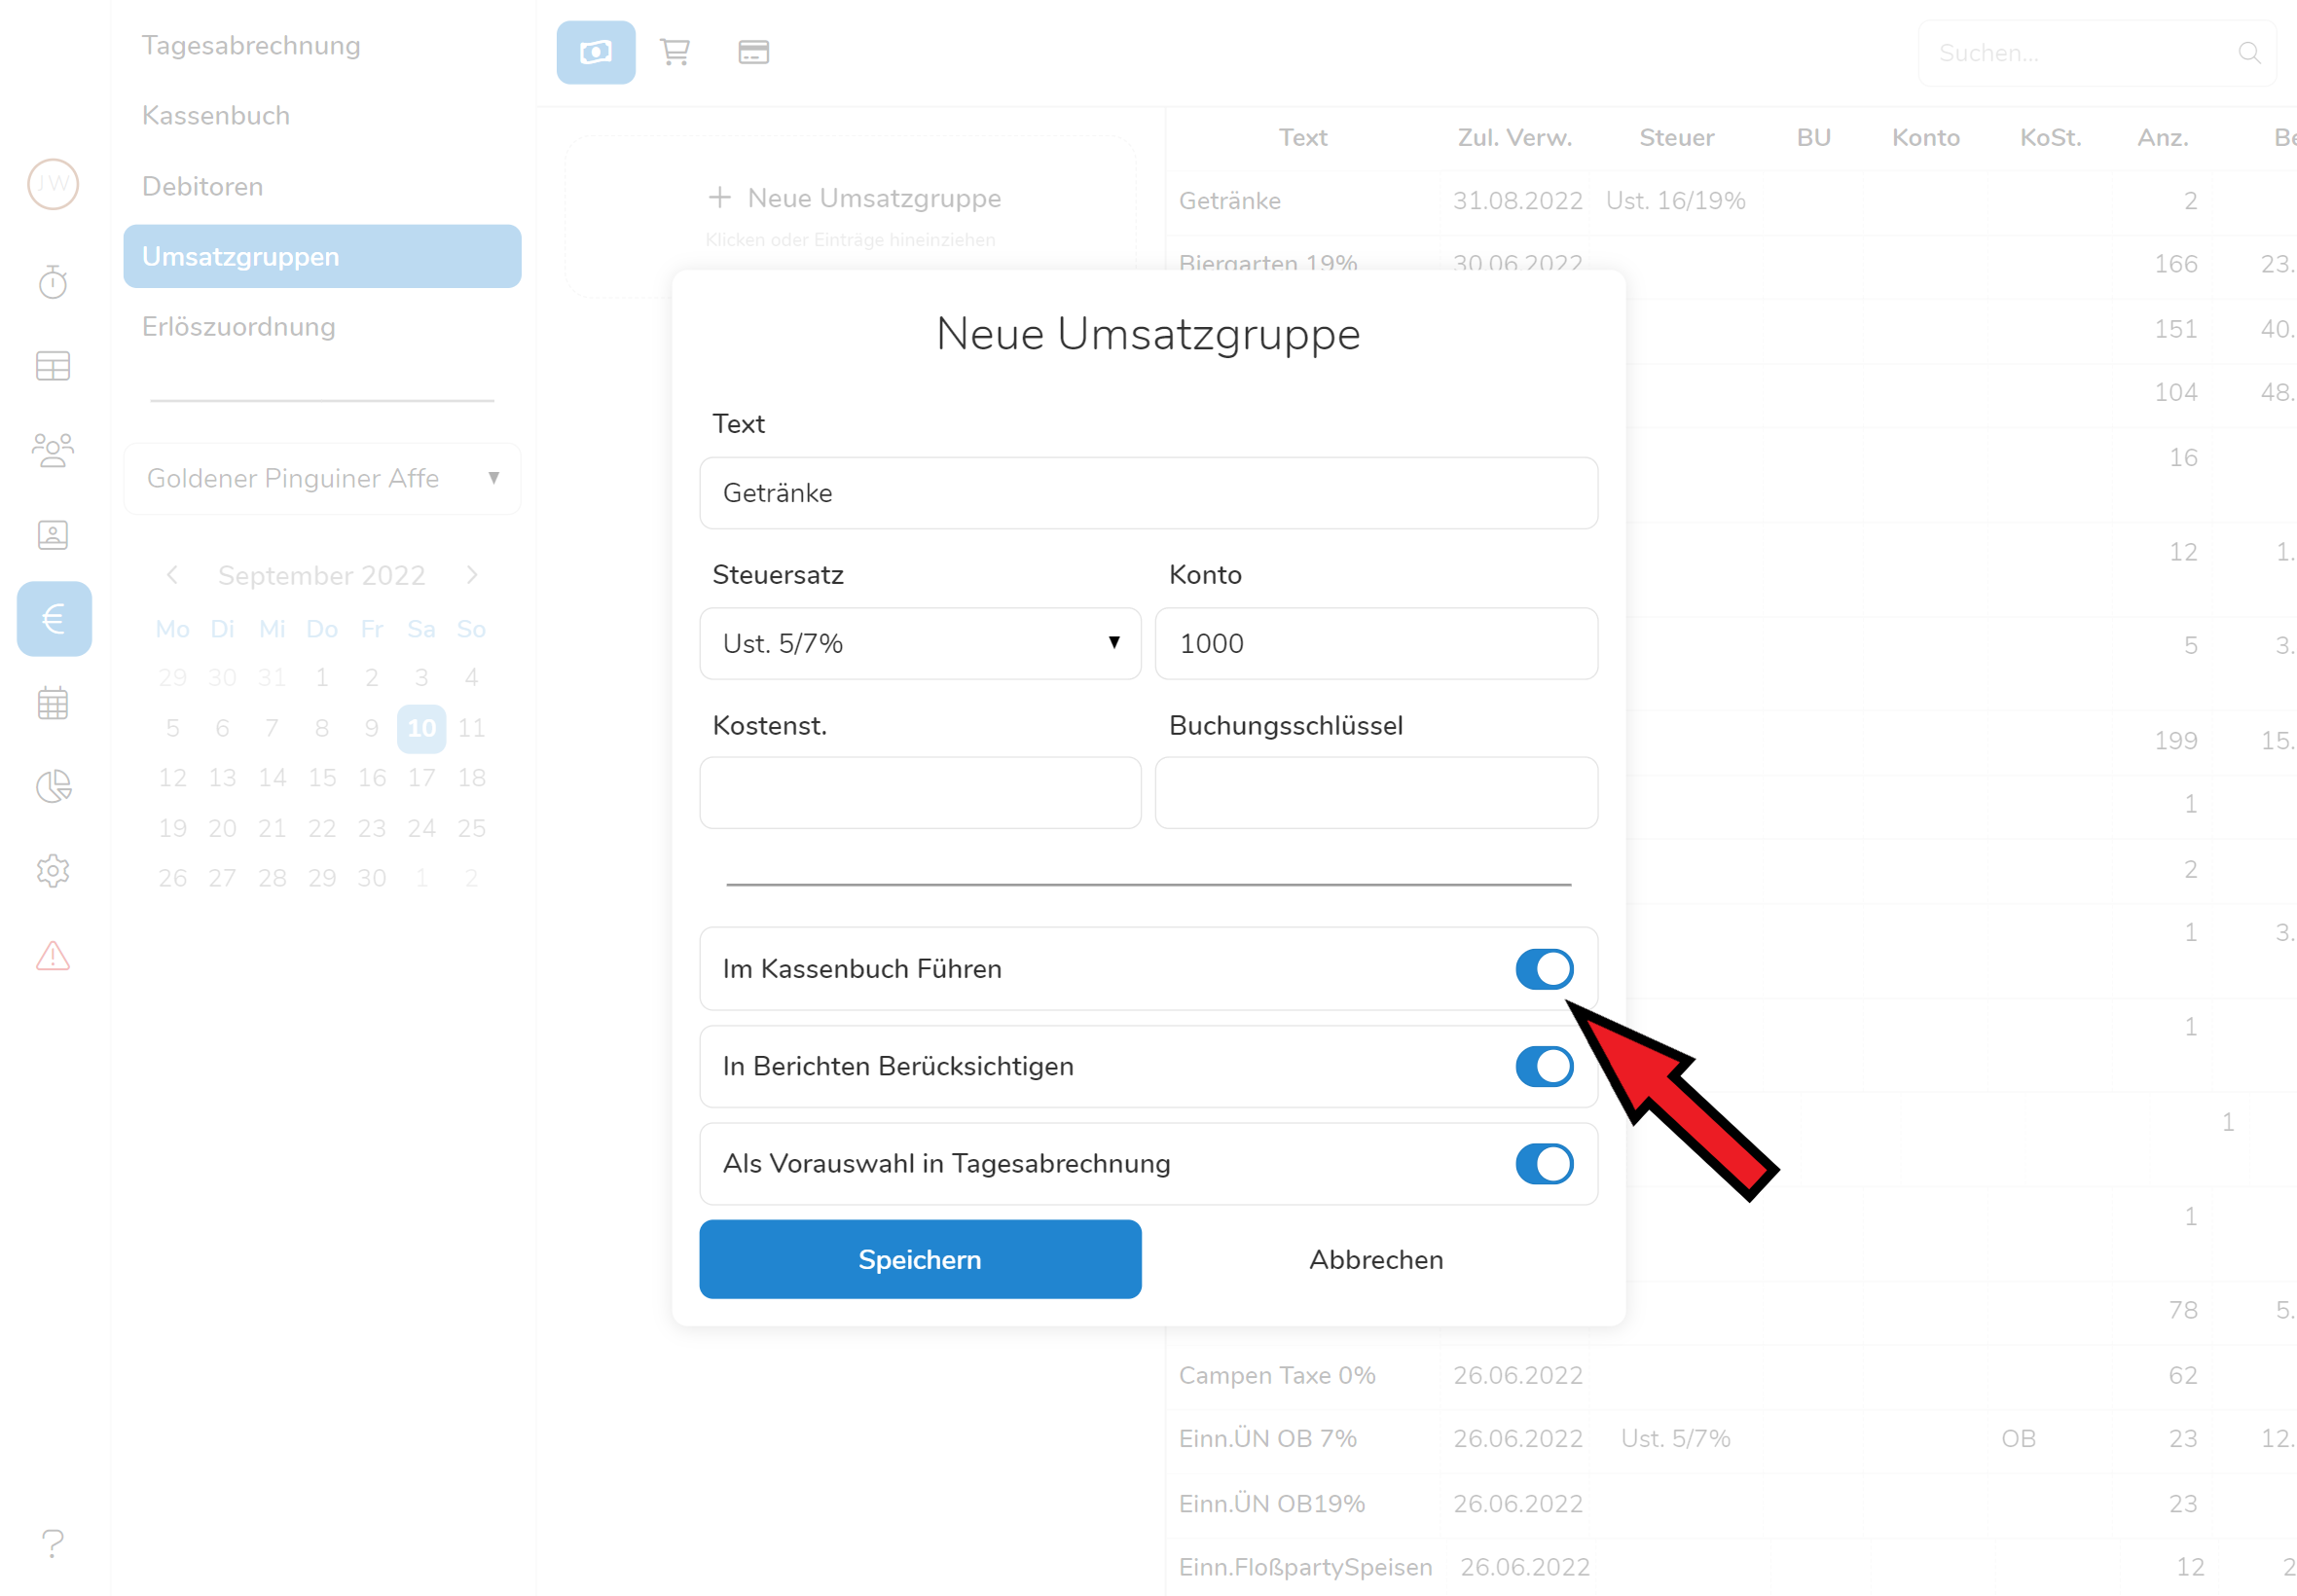 Tagesabrechnung
Kassenbuch
Debitoren
Umsatzgruppen
Erlöszuordnung
Goldener Pinguiner Affe
September 2022
Mo Di Mi Do Fr Sa So
29 30 31 1 2 3 4
5 6 7 8 9 10 11
12 13 14 15 16 17 18
19 20 21 22 23 24 25
26 27 28 29 30 1 2
JW
€
?
Suchen...
Neue Umsatzgruppe
Klicken oder Einträge hineinziehen
Text Zul. Verw. Steuer BU Konto KoSt. Anz. Be
Getränke 31.08.2022 Ust. 16/19% 2
Biergarten 19% 30.06.2022 166 23.
151 40.
104 48.
16
12 1.
5 3.
199 15.
1
2
1 3.
1
1
1
78 5.
Campen Taxe 0% 26.06.2022 62
Einn.ÜN OB 7% 26.06.2022 Ust. 5/7% OB 23 12.
Einn.ÜN OB19% 26.06.2022 23
Einn.FloßpartySpeisen 26.06.2022 12 2
Neue Umsatzgruppe
Text
Getränke
Steuersatz Konto
Ust. 5/7% 1000
Kostenst. Buchungsschlüssel
Im Kassenbuch Führen
In Berichten Berücksichtigen
Als Vorauswahl in Tagesabrechnung
Speichern Abbrechen